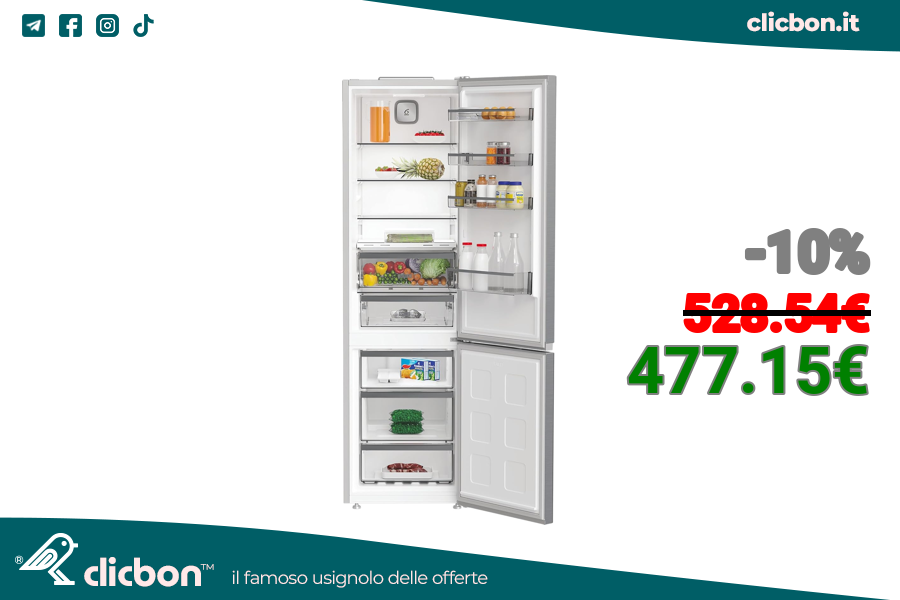 clicbon.it
-10%
528.54€
477.15€
® clicbon™ il famoso usignolo delle offerte